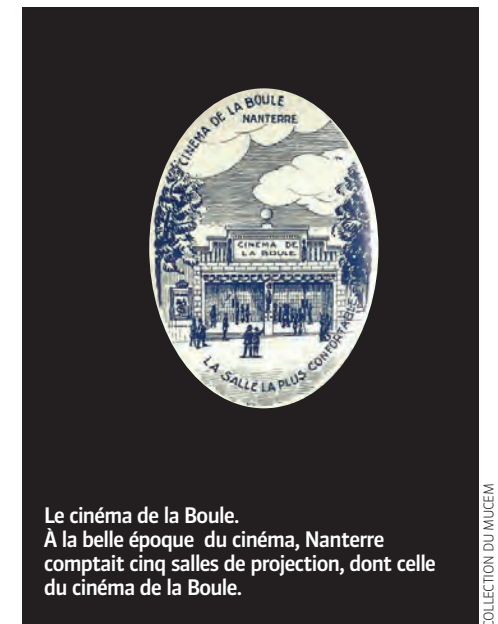 CINÉMA DE LA BOULE
NANTERRE
CINEMA DE
LA BOULE
LA SALLE LA PLUS CONFORTABLE
Le cinéma de la Boule.
À la belle époque du cinéma, Nanterre
comptait cinq salles de projection, dont celle
du cinéma de la Boule.
COLLECTION DU MUCEM